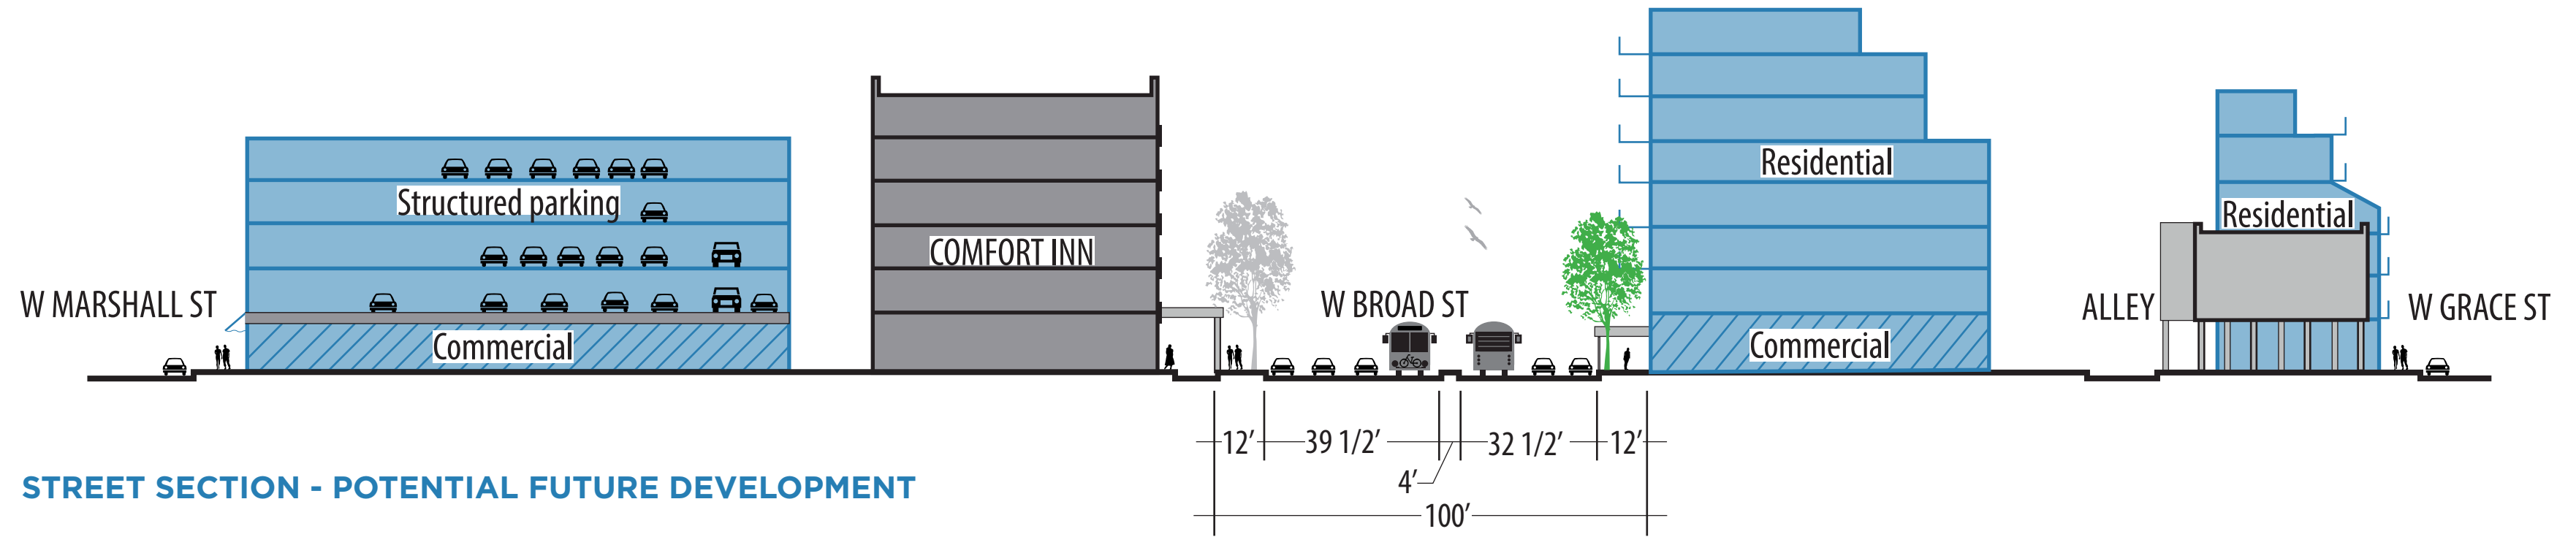 W MARSHALL ST
Structured parking
Commercial
COMFORT INN
W BROAD ST
Residential
Commercial
ALLEY
Residential
W GRACE ST
12’ 39 1/2’ 32 1/2’ 12’
4’
100’
STREET SECTION - POTENTIAL FUTURE DEVELOPMENT